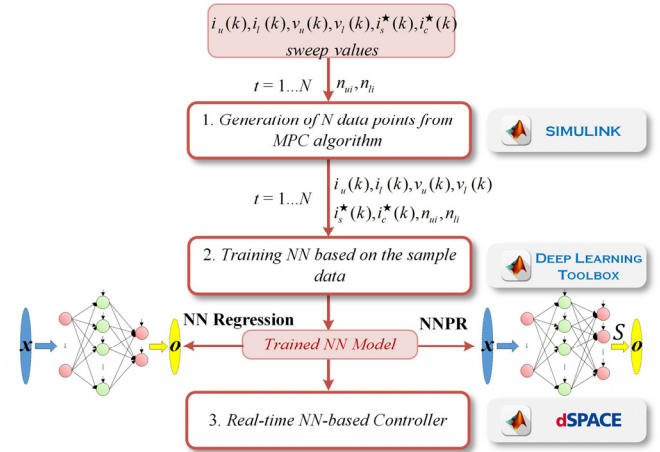 i_u(k), i_l(k), v_u(k), v_l(k), i_s^★(k), i_c^★(k)
sweep values
t = 1...N
n_ui, n_li
1. Generation of N data points from
MPC algorithm
SIMULINK
t = 1...N
i_u(k), i_l(k), v_u(k), v_l(k)
i_s^★(k), i_c^★(k), n_ui, n_li
2. Training NN based on the sample
data
DEEP LEARNING
TOOLBOX
x
o
NN Regression
Trained NN Model
NNPR
x
S
o
3. Real-time NN-based Controller
dSPACE